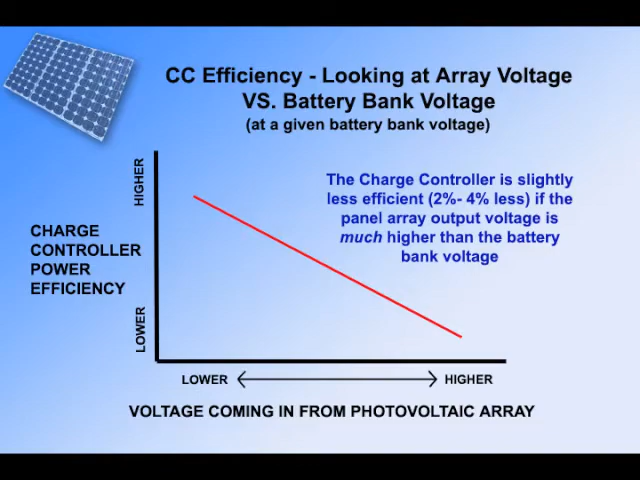 CC Efficiency - Looking at Array Voltage
VS. Battery Bank Voltage
(at a given battery bank voltage)
HIGHER
The Charge Controller is slightly
less efficient (2%- 4% less) if the
panel array output voltage is
much higher than the battery
bank voltage
CHARGE
CONTROLLER
POWER
EFFICIENCY
LOWER
LOWER
HIGHER
VOLTAGE COMING IN FROM PHOTOVOLTAIC ARRAY